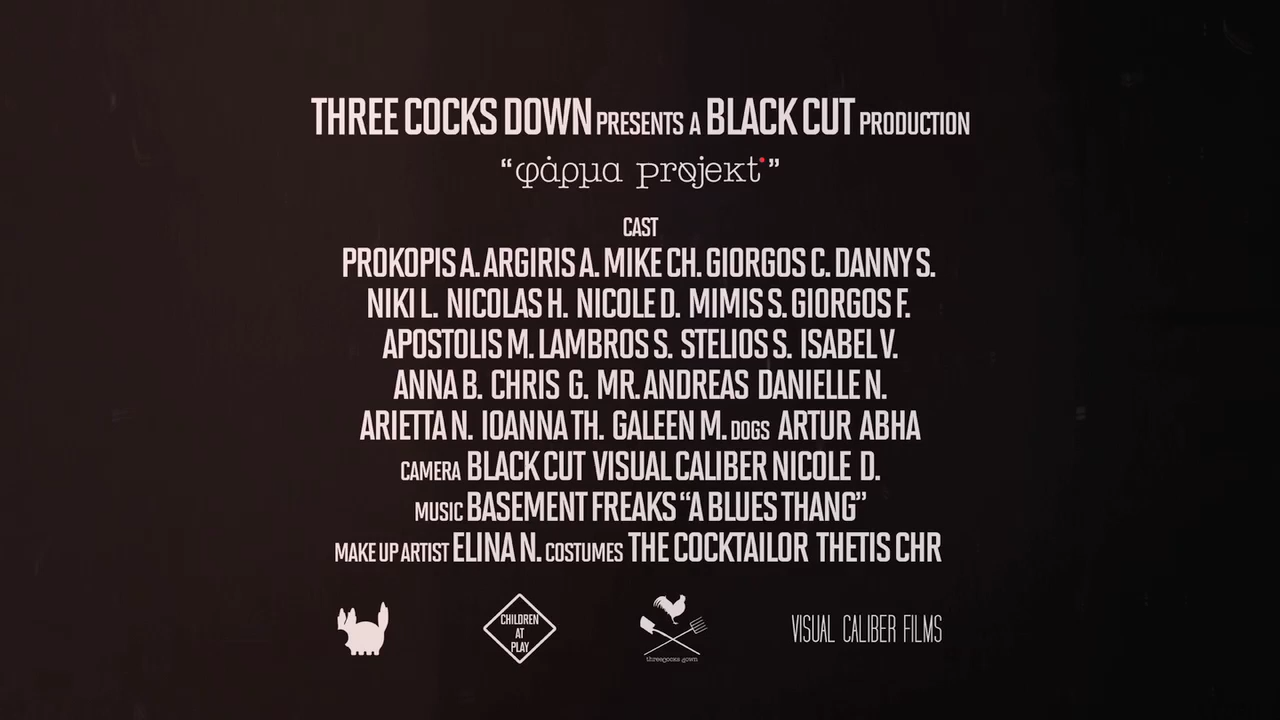 THREE COCKS DOWN PRESENTS A BLACK CUT PRODUCTION
“φάρμα projekt”
CAST
PROKOPIS A. ARGIRIS A. MIKE CH. GIORGOS C. DANNY S.
NIKI L. NICOLAS H. NICOLE D. MIMIS S. GIORGOS F.
APOSTOLIS M. LAMBROS S. STELIOS S. ISABEL V.
ANNA B. CHRIS G. MR. ANDREAS DANIELLE N.
ARIETTA N. IOANNA TH. GALEEN M. DOGS ARTUR ABHA
CAMERA BLACK CUT VISUAL CALIBER NICOLE D.
MUSIC BASEMENT FREAKS “A BLUES THANG”
MAKE UP ARTIST ELINA N. COSTUMES THE COCKTAILOR THETIS CHR
CHILDREN
AT
PLAY
threecocks down
VISUAL CALIBER FILMS